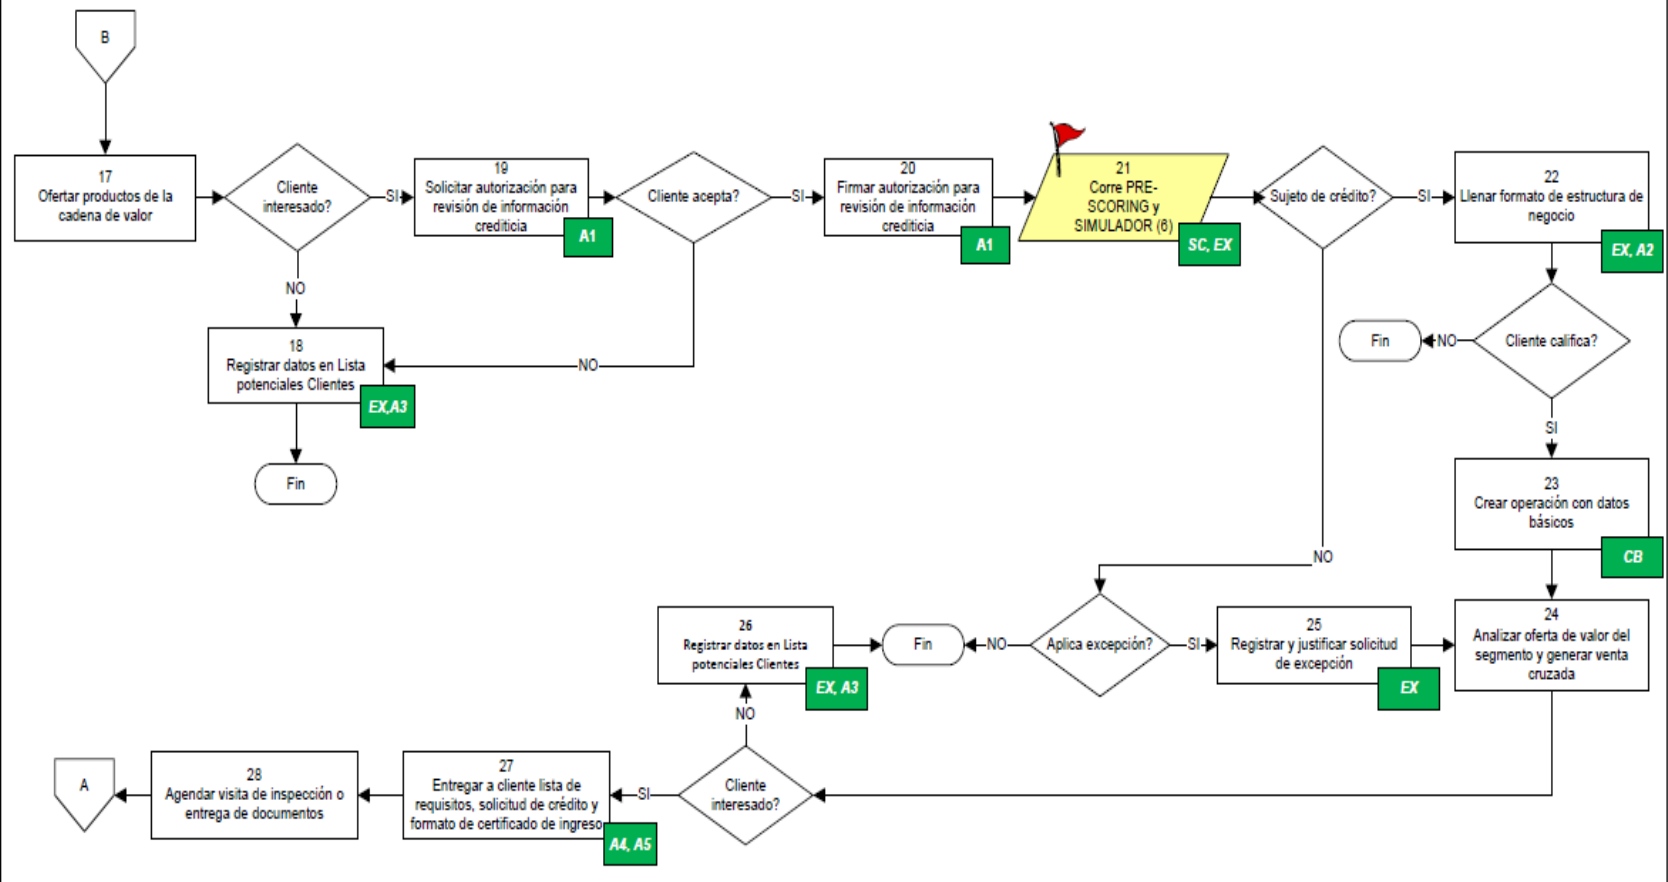 B
17
Ofertar productos de la
cadena de valor
Cliente
interesado?
SI
19
Solicitar autorización para
revisión de información
crediticia
A1
Cliente acepta?
SI
20
Firmar autorización para
revisión de información
crediticia
A1
21
Corre PRE-
SCORING y
SIMULADOR (6)
SC, EX
Sujeto de crédito?
SI
22
Llenar formato de estructura de
negocio
EX, A2
NO
18
Registrar datos en Lista
potenciales Clientes
EX,A3
NO
Fin
Cliente califica?
NO
Fin
SI
23
Crear operación con datos
básicos
CB
NO
Aplica excepción?
NO
Fin
SI
25
Registrar y justificar solicitud
de excepción
EX
24
Analizar oferta de valor del
segmento y generar venta
cruzada
26
Registrar datos en Lista
potenciales Clientes
EX, A3
NO
Cliente
interesado?
SI
27
Entregar a cliente lista de
requisitos, solicitud de crédito y
formato de certificado de ingreso
A4, A5
28
Agendar visita de inspección o
entrega de documentos
A